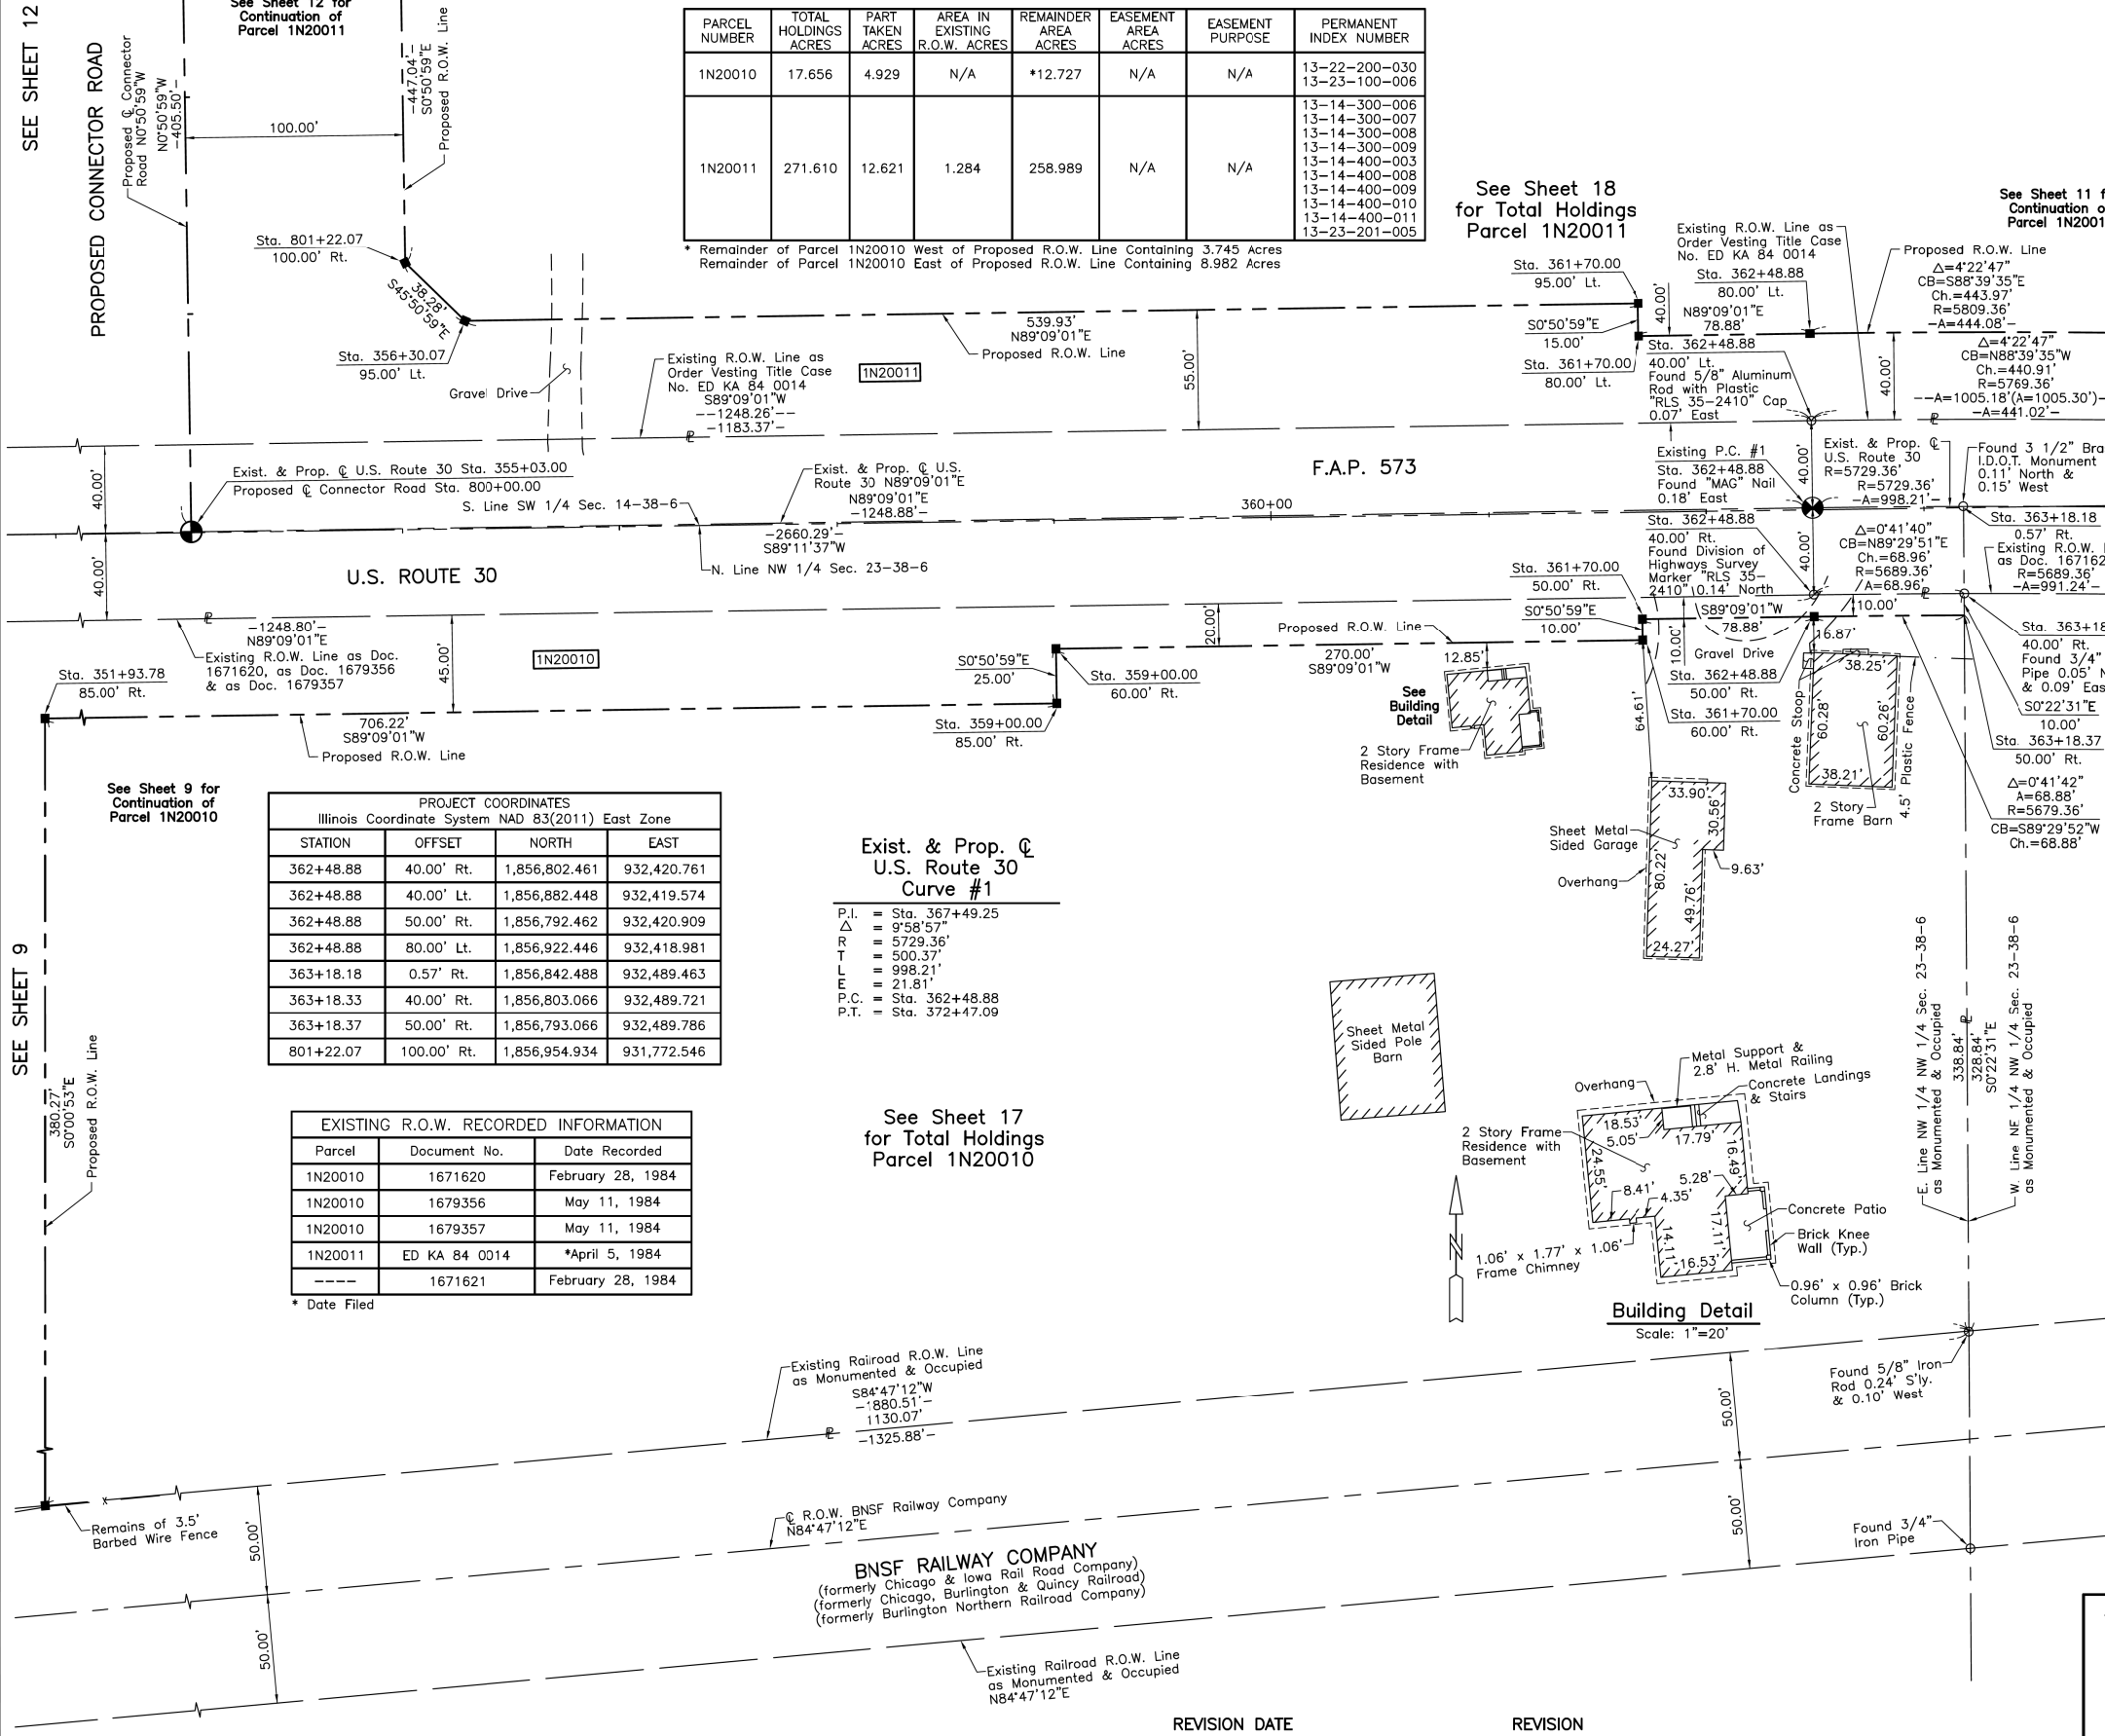 SEE SHEET 12
See Sheet 12 for
Continuation of
Parcel 1N20011
PROPOSED CONNECTOR ROAD
Proposed ℄ Connector
Road N0°50'59"W
N0°50'59"W
-405.50'-
-447.04'-
S0°50'59"E
Proposed R.O.W. Line
100.00'
PARCEL NUMBER | TOTAL HOLDINGS ACRES | PART TAKEN ACRES | AREA IN EXISTING R.O.W. ACRES | REMAINDER AREA ACRES | EASEMENT AREA ACRES | EASEMENT PURPOSE | PERMANENT INDEX NUMBER
1N20010 | 17.656 | 4.929 | N/A | *12.727 | N/A | N/A | 13-22-200-030
13-23-100-006
1N20011 | 271.610 | 12.621 | 1.284 | 258.989 | N/A | N/A | 13-14-300-006
13-14-300-007
13-14-300-008
13-14-300-009
13-14-400-003
13-14-400-008
13-14-400-009
13-14-400-010
13-14-400-011
13-23-201-005
* Remainder of Parcel 1N20010 West of Proposed R.O.W. Line Containing 3.745 Acres
Remainder of Parcel 1N20010 East of Proposed R.O.W. Line Containing 8.982 Acres
See Sheet 18
for Total Holdings
Parcel 1N20011
See Sheet 11
Continuation
Sta. 801+22.07
100.00' Rt.
38.28'
S45°50'59"E
Sta. 356+30.07
95.00' Lt.
Gravel Drive
Existing R.O.W. Line as
Order Vesting Title Case
No. ED KA 84 0014
S89°09'01"W
--1248.26'--
-1183.37'-
1N20011
539.93'
N89°09'01"E
Proposed R.O.W. Line
55.00'
Sta. 361+70.00
95.00' Lt.
S0°50'59"E
15.00'
Sta. 361+70.00
80.00' Lt.
40.00'
Existing R.O.W. Line as
Order Vesting Title Case
No. ED KA 84 0014
Sta. 362+48.88
80.00' Lt.
N89°09'01"E
78.88'
Proposed R.O.W. Line
Δ=4°22'47"
CB=S88°39'35"E
Ch.=443.97'
R=5809.36'
-A=444.08'-
Δ=4°22'47"
CB=N88°39'35"W
Ch.=440.91'
R=5769.36'
--A=1005.18'(A=1005.30')-
-A=441.02'-
40.00'
Sta. 362+48.88
40.00' Lt.
Found 5/8" Aluminum
Rod with Plastic
"RLS 35-2410" Cap
0.07' East
40.00'
40.00'
Exist. & Prop. ℄ U.S. Route 30 Sta. 355+03.00
Proposed ℄ Connector Road Sta. 800+00.00
S. Line SW 1/4 Sec. 14-38-6
N. Line NW 1/4 Sec. 23-38-6
-2660.29'-
S89°11'37"W
Exist. & Prop. ℄ U.S.
Route 30 N89°09'01"E
N89°09'01"E
-1248.88'-
360+00
F.A.P. 573
U.S. ROUTE 30
Existing P.C. #1
Sta. 362+48.88
Found "MAG" Nail
0.18' East
40.00'
40.00'
Exist. & Prop. ℄
U.S. Route 30
R=5729.36'
R=5729.36'
-A=998.21'-
Found 3 1/2"
I.D.O.T. Monument
0.11' North &
0.15' West
Sta. 363+18.18
0.57' Rt.
Existing R.O.W.
as Doc.
R=5689.36'
-A=991.24'-
Sta. 362+48.88
40.00' Rt.
Found Division of
Highways Survey
Marker "RLS 35-
2410" 0.14' North
Δ=0°41'40"
CB=N89°29'51"E
Ch.=68.96'
R=5689.36'
A=68.96'
Sta. 361+70.00
50.00' Rt.
S0°50'59"E
10.00'
S89°09'01"W
78.88'
10.00'
10.00'
16.87'
Gravel Drive
Sta. 362+48.88
50.00' Rt.
Sta. 361+70.00
60.00' Rt.
40.00' Rt.
Found 3/4"
Pipe 0.05'
& 0.09'
S0°22'31"E
10.00'
Sta. 363+18.37
50.00' Rt.
Δ=0°41'42"
A=68.88'
R=5679.36'
CB=S89°29'52"W
Ch.=68.88'
-1248.80'-
N89°09'01"E
Existing R.O.W. Line as Doc.
1671620, as Doc. 1679356
& as Doc. 1679357
Sta. 351+93.78
85.00' Rt.
45.00'
1N20010
706.22'
S89°09'01"W
Proposed R.O.W. Line
S0°50'59"E
25.00'
Sta. 359+00.00
60.00' Rt.
Sta. 359+00.00
85.00' Rt.
20.00'
Proposed R.O.W. Line
270.00'
S89°09'01"W
12.85'
See
Building
Detail
2 Story Frame
Residence with
Basement
64.61'
Concrete Stoop
38.25'
60.28'
60.26'
38.21'
4.5' Plastic Fence
2 Story
Frame Barn
33.90'
30.56'
9.63'
80.22'
49.76'
24.27'
Sheet Metal
Sided Garage
Overhang
See Sheet 9 for
Continuation of
Parcel 1N20010
SEE SHEET 9
380.27'
S0°00'53"E
Proposed R.O.W. Line
PROJECT COORDINATES
Illinois Coordinate System NAD 83(2011) East Zone
STATION | OFFSET | NORTH | EAST
362+48.88 | 40.00' Rt. | 1,856,802.461 | 932,420.761
362+48.88 | 40.00' Lt. | 1,856,882.448 | 932,419.574
362+48.88 | 50.00' Rt. | 1,856,792.462 | 932,420.909
362+48.88 | 80.00' Lt. | 1,856,922.446 | 932,418.981
363+18.18 | 0.57' Rt. | 1,856,842.488 | 932,489.463
363+18.33 | 40.00' Rt. | 1,856,803.066 | 932,489.721
363+18.37 | 50.00' Rt. | 1,856,793.066 | 932,489.786
801+22.07 | 100.00' Rt. | 1,856,954.934 | 931,772.546
Exist. & Prop. ℄
U.S. Route 30
Curve #1
P.I. = Sta. 367+49.25
Δ = 9°58'57"
R = 5729.36'
T = 500.37'
L = 998.21'
E = 21.81'
P.C. = Sta. 362+48.88
P.T. = Sta. 372+47.09
EXISTING R.O.W. RECORDED INFORMATION
Parcel | Document No. | Date Recorded
1N20010 | 1671620 | February 28, 1984
1N20010 | 1679356 | May 11, 1984
1N20010 | 1679357 | May 11, 1984
1N20011 | ED KA 84 0014 | *April 5, 1984
---- | 1671621 | February 28, 1984
* Date Filed
See Sheet 17
for Total Holdings
Parcel 1N20010
Sheet Metal
Sided Pole
Barn
N
Metal Support &
2.8' H. Metal Railing
Concrete Landings
& Stairs
Overhang
2 Story Frame
Residence with
Basement
18.53'
5.05'
17.79'
16.49'
24.55'
5.28'
8.41'
4.35'
17.11'
14.11'
16.53'
Concrete Patio
Brick Knee
Wall (Typ.)
1.06' x 1.77' x 1.06'
Frame Chimney
0.96' x 0.96' Brick
Column (Typ.)
Building Detail
Scale: 1"=20'
E. Line NW 1/4 NW 1/4 Sec. 23-38-6
as Monumented & Occupied
338.84'
328.84'
S0°22'31"E
W. Line NE 1/4 NW 1/4 Sec. 23-38-6
as Monumented & Occupied
Existing Railroad R.O.W. Line
as Monumented & Occupied
S84°47'12"W
-1880.51'-
1130.07'
-1325.88'-
Found 5/8" Iron
Rod 0.24' S'ly.
& 0.10' West
50.00'
50.00'
Remains of 3.5'
Barbed Wire Fence
50.00'
50.00'
℄ R.O.W. BNSF Railway Company
N84°47'12"E
BNSF RAILWAY COMPANY
(formerly Chicago & Iowa Rail Road Company)
(formerly Chicago, Burlington & Quincy Railroad)
(formerly Burlington Northern Railroad Company)
Found 3/4"
Iron Pipe
Existing Railroad R.O.W. Line
as Monumented & Occupied
N84°47'12"E
REVISION DATE
REVISION